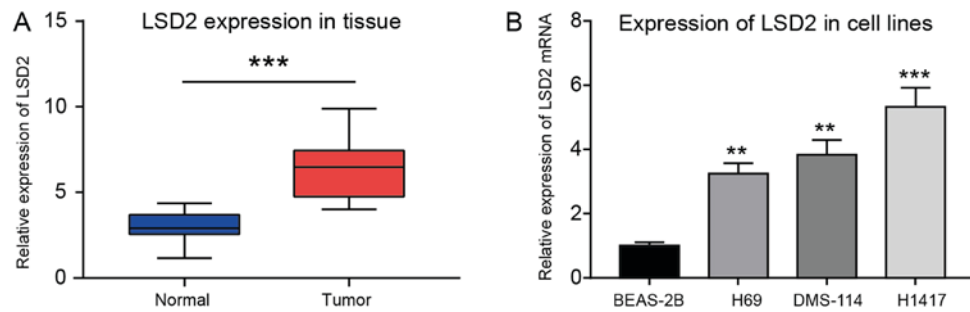 A
LSD2 expression in tissue
Relative expression of LSD2
15
10
5
0
***
Normal
Tumor
B
Expression of LSD2 in cell lines
Relative expression of LSD2 mRNA
8
6
4
2
0
**
**
***
BEAS-2B
H69
DMS-114
H1417